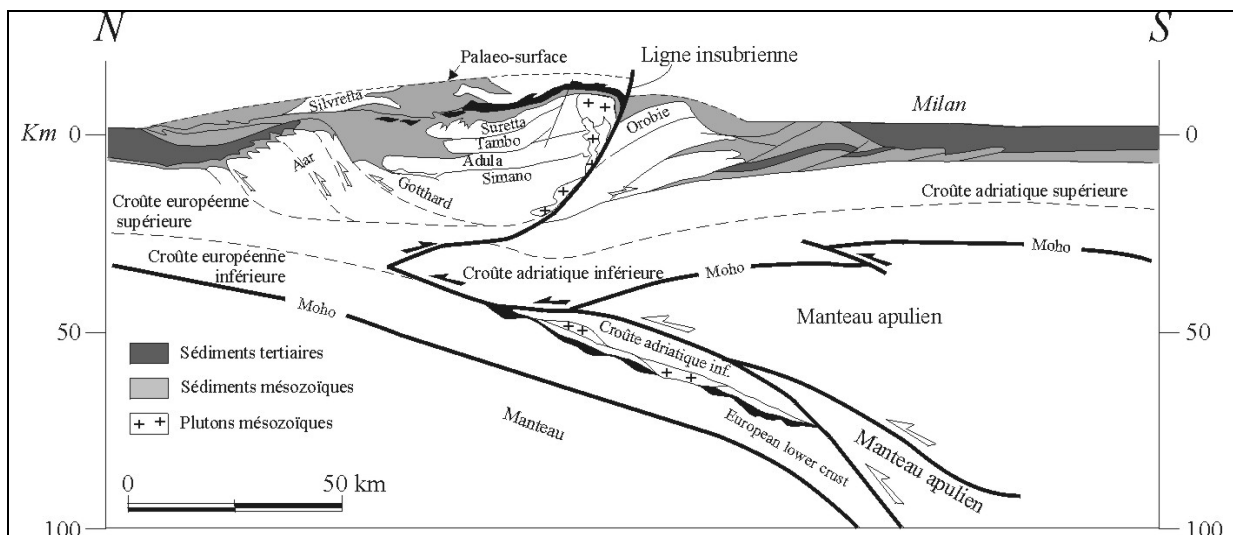 N
S
Palaeo-surface
Ligne insubrienne
Milan
Silvretta
Km 0
0
Suretta
Tambo
Adula
Simano
Orobie
Aiar
Gotthard
Croûte européenne
supérieure
Croûte adriatique supérieure
Croûte européenne
inférieure
Croûte adriatique inférieure
Moho
Moho
Moho
Manteau apulien
50
50
Croûte adriatique inf.
Sédiments tertiaires
Sédiments mésozoïques
Plutons mésozoïques
Manteau
European lower crust
Manteau apulien
0
50 km
100
100